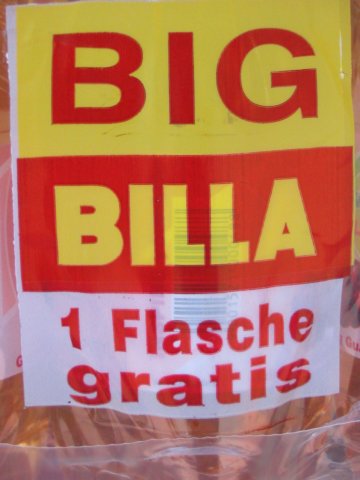 BIG
BILLA
1 Flasche
gratis